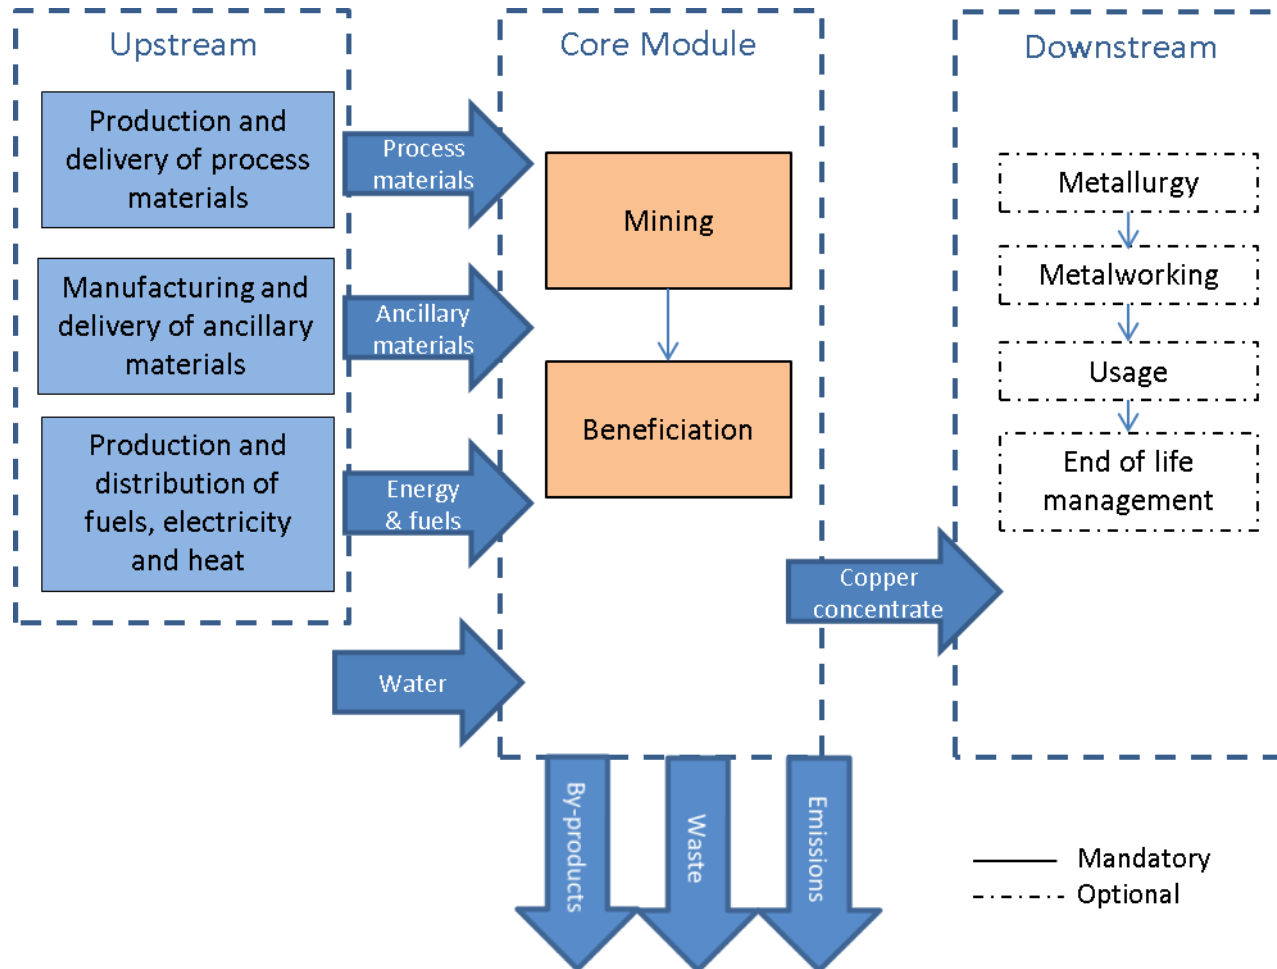 Upstream
Production and
delivery of process
materials
Manufacturing and
delivery of ancillary
materials
Production and
distribution of
fuels, electricity
and heat
Process
materials
Ancillary
materials
Energy
& fuels
Water
Core Module
Mining
Beneficiation
By-products
Waste
Emissions
Copper
concentrate
Downstream
Metallurgy
Metalworking
Usage
End of life
management
Mandatory
Optional